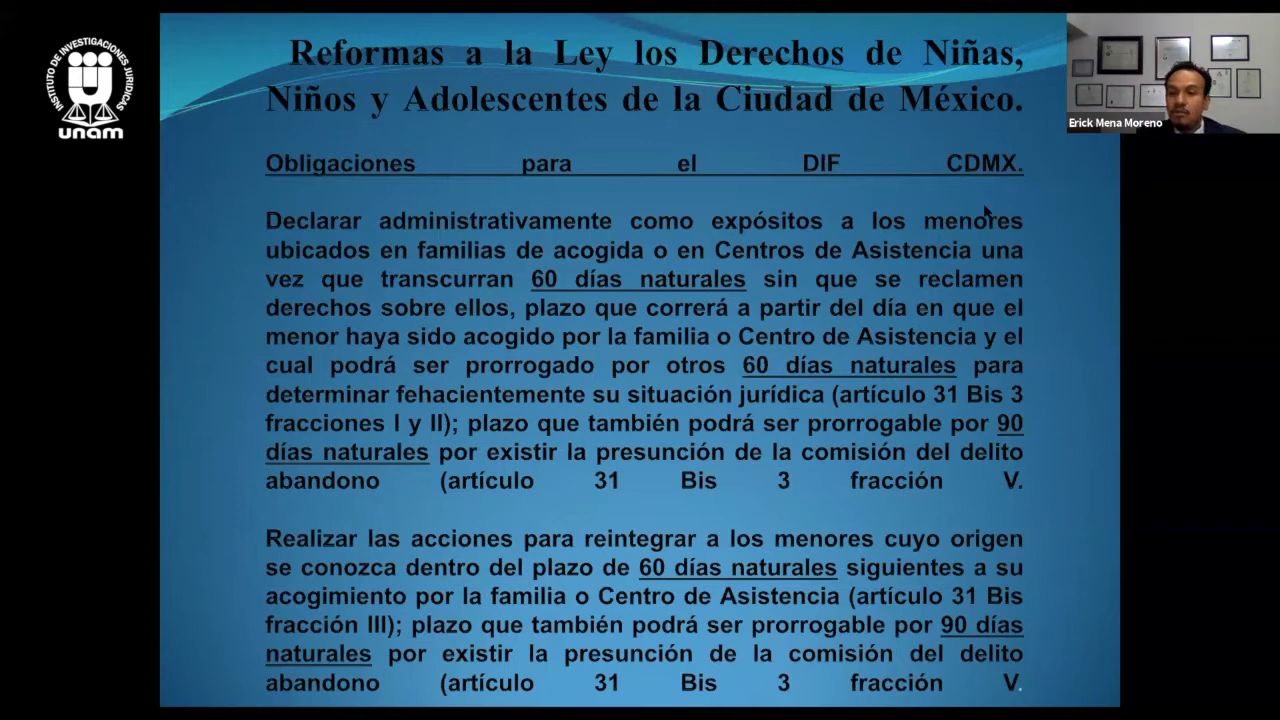 INSTITUTO DE INVESTIGACIONES JURÍDICAS
UNAM
Reformas a la Ley los Derechos de Niñas,
Niños y Adolescentes de la Ciudad de México.
Erick Mena Moreno
Obligaciones para el DIF CDMX.
Declarar administrativamente como expósitos a los menores
ubicados en familias de acogida o en Centros de Asistencia una
vez que transcurran 60 días naturales sin que se reclamen
derechos sobre ellos, plazo que correrá a partir del día en que el
menor haya sido acogido por la familia o Centro de Asistencia y el
cual podrá ser prorrogado por otros 60 días naturales para
determinar fehacientemente su situación jurídica (artículo 31 Bis 3
fracciones I y II); plazo que también podrá ser prorrogable por 90
días naturales por existir la presunción de la comisión del delito
abandono (artículo 31 Bis 3 fracción V.
Realizar las acciones para reintegrar a los menores cuyo origen
se conozca dentro del plazo de 60 días naturales siguientes a su
acogimiento por la familia o Centro de Asistencia (artículo 31 Bis
fracción III); plazo que también podrá ser prorrogable por 90 días
naturales por existir la presunción de la comisión del delito
abandono (artículo 31 Bis 3 fracción V.